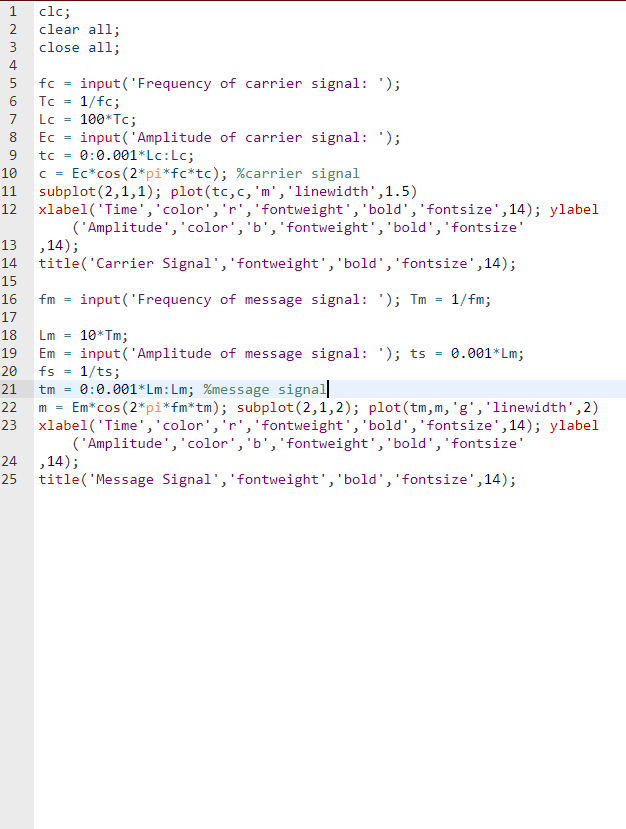 1 clc;
2 clear all;
3 close all;
4
5 fc = input('Frequency of carrier signal: ');
6 Tc = 1/fc;
7 Lc = 100*Tc;
8 Ec = input('Amplitude of carrier signal: ');
9 tc = 0:0.001*Lc:Lc;
10 c = Ec*cos(2*pi*fc*tc); %carrier signal
11 subplot(2,1,1); plot(tc,c,'m','linewidth',1.5)
12 xlabel('Time','color','r','fontweight','bold','fontsize',14); ylabel
('Amplitude','color','b','fontweight','bold','fontsize'
13 ,14);
14 title('Carrier Signal','fontweight','bold','fontsize',14);
15
16 fm = input('Frequency of message signal: '); Tm = 1/fm;
17
18 Lm = 10*Tm;
19 Em = input('Amplitude of message signal: '); ts = 0.001*Lm;
20 fs = 1/ts;
21 tm = 0:0.001*Lm:Lm; %message signal
22 m = Em*cos(2*pi*fm*tm); subplot(2,1,2); plot(tm,m,'g','linewidth',2)
23 xlabel('Time','color','r','fontweight','bold','fontsize',14); ylabel
('Amplitude','color','b','fontweight','bold','fontsize'
24 ,14);
25 title('Message Signal','fontweight','bold','fontsize',14);